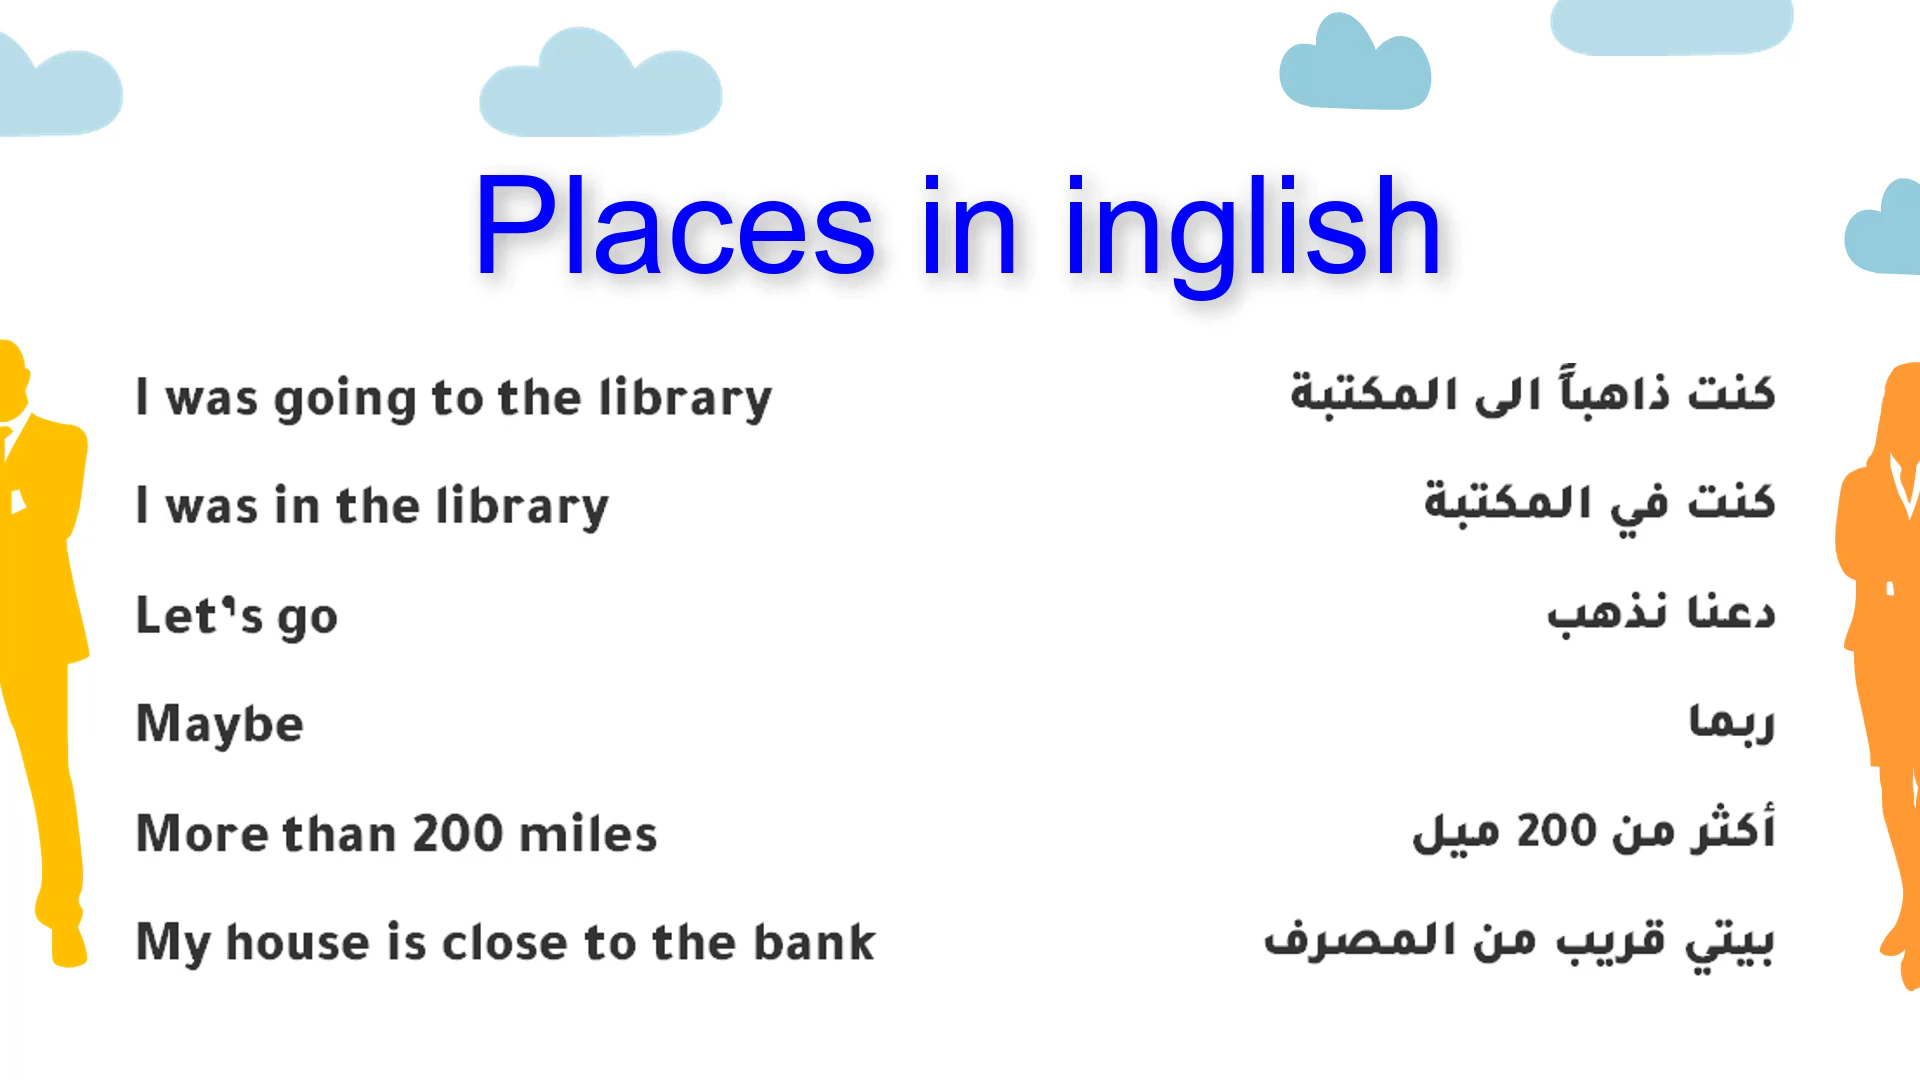 Places in inglish
I was going to the library
كنت ذاهباً الى المكتبة
I was in the library
كنت في المكتبة
Let's go
دعنا نذهب
Maybe
ربما
More than 200 miles
أكثر من 200 ميل
My house is close to the bank
بيتي قريب من المصرف